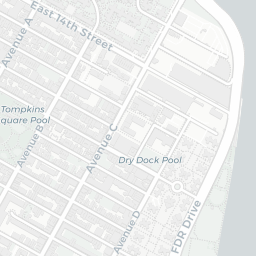 East 14th Street
Avenue A
Tompkins
Square Pool
Avenue B
Avenue C
Dry Dock Pool
Avenue D
FDR Drive